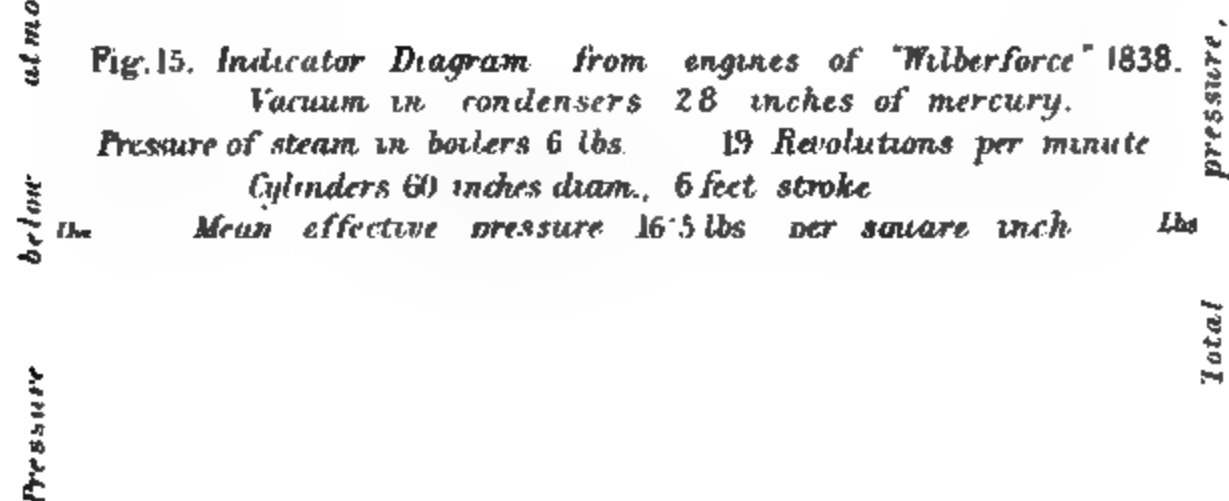 Fig. 15. Indicator Diagram from engines of "Wilberforce" 1838.
Vacuum in condensers 28 inches of mercury.
Pressure of steam in boilers 6 lbs. 19 Revolutions per minute
Cylinders 60 inches diam., 6 feet stroke
Mean effective pressure 16·5 lbs per square inch
Lbs
Pressure below atmo
Total pressure,